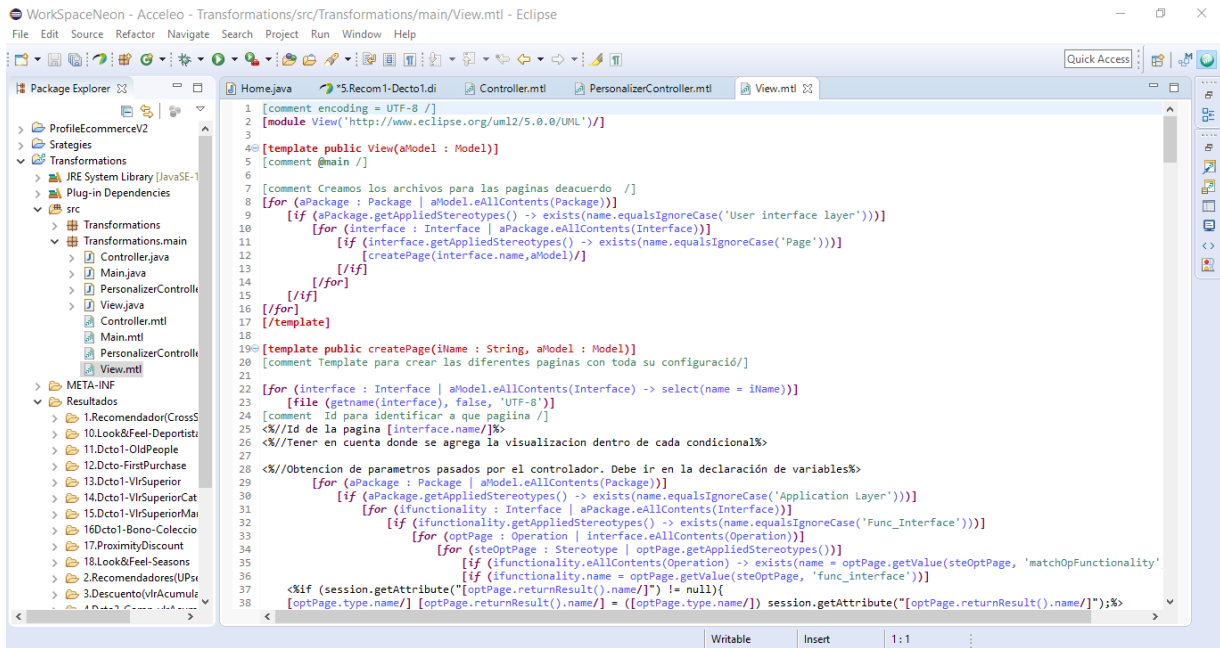 WorkSpaceNeon - Acceleo - Transformations/src/Transformations/main/View.mtl - Eclipse
File Edit Source Refactor Navigate Search Project Run Window Help
Quick Access
Package Explorer
ProfileEcommerceV2
Srategies
Transformations
JRE System Library [JavaSE-1
Plug-in Dependencies
src
Transformations
Transformations.main
Controller.java
Main.java
PersonalizerControlle
View.java
Controller.mtl
Main.mtl
PersonalizerControlle
View.mtl
META-INF
Resultados
1.Recomendador(CrossS
10.Look&Feel-Deportista
11.Dcto1-OldPeople
12.Dcto-FirstPurchase
13.Dcto1-VlrSuperior
14.Dcto1-VlrSuperiorCat
15.Dcto1-VlrSuperiorMar
16Dcto1-Bono-Coleccio
17.ProximityDiscount
18.Look&Feel-Seasons
2.Recomendadores(UPse
3.Descuento(vlrAcumula
Home.java *5.Recom1-Decto1.di Controller.mtl PersonalizerController.mtl View.mtl
1 [comment encoding = UTF-8 /]
2 [module View('http://www.eclipse.org/uml2/5.0.0/UML')/]
3
4 [template public View(aModel : Model)]
5 [comment @main /]
6
7 [comment Creamos los archivos para las paginas deacuerdo  /]
8 [for (aPackage : Package | aModel.eAllContents(Package))]
9     [if (aPackage.getAppliedStereotypes() -> exists(name.equalsIgnoreCase('User interface layer')))]
10         [for (interface : Interface | aPackage.eAllContents(Interface))]
11             [if (interface.getAppliedStereotypes() -> exists(name.equalsIgnoreCase('Page')))]
12                 [createPage(interface.name,aModel)/]
13             [/if]
14         [/for]
15     [/if]
16 [/for]
17 [/template]
18
19 [template public createPage(iName : String, aModel : Model)]
20 [comment Template para crear las diferentes paginas con toda su configuració/]
21
22 [for (interface : Interface | aModel.eAllContents(Interface) -> select(name = iName))]
23     [file (getname(interface), false, 'UTF-8')]
24 [comment  Id para identificar a que pagiina /]
25 <%//Id de la pagina [interface.name/]%>
26 <%//Tener en cuenta donde se agrega la visualizacion dentro de cada condicional%>
27
28 <%//Obtencion de parametros pasados por el controlador. Debe ir en la declaración de variables%>
29         [for (aPackage : Package | aModel.eAllContents(Package))]
30             [if (aPackage.getAppliedStereotypes() -> exists(name.equalsIgnoreCase('Application Layer')))]
31                 [for (ifunctionality : Interface | aPackage.eAllContents(Interface))]
32                     [if (ifunctionality.getAppliedStereotypes() -> exists(name.equalsIgnoreCase('Func_Interface')))]
33                         [for (optPage : Operation | interface.eAllContents(Operation))]
34                             [for (steOptPage : Stereotype | optPage.getAppliedStereotypes())]
35                                 [if (ifunctionality.eAllContents(Operation) -> exists(name = optPage.getValue(steOptPage, 'matchOpFunctionality'
36                                 [if (ifunctionality.name = optPage.getValue(steOptPage, 'func_interface'))]
37     <%if (session.getAttribute("[optPage.returnResult().name/]") != null){
38     [optPage.type.name/] [optPage.returnResult().name/] = ([optPage.type.name/]) session.getAttribute("[optPage.returnResult().name/]");%>
Writable Insert 1 : 1